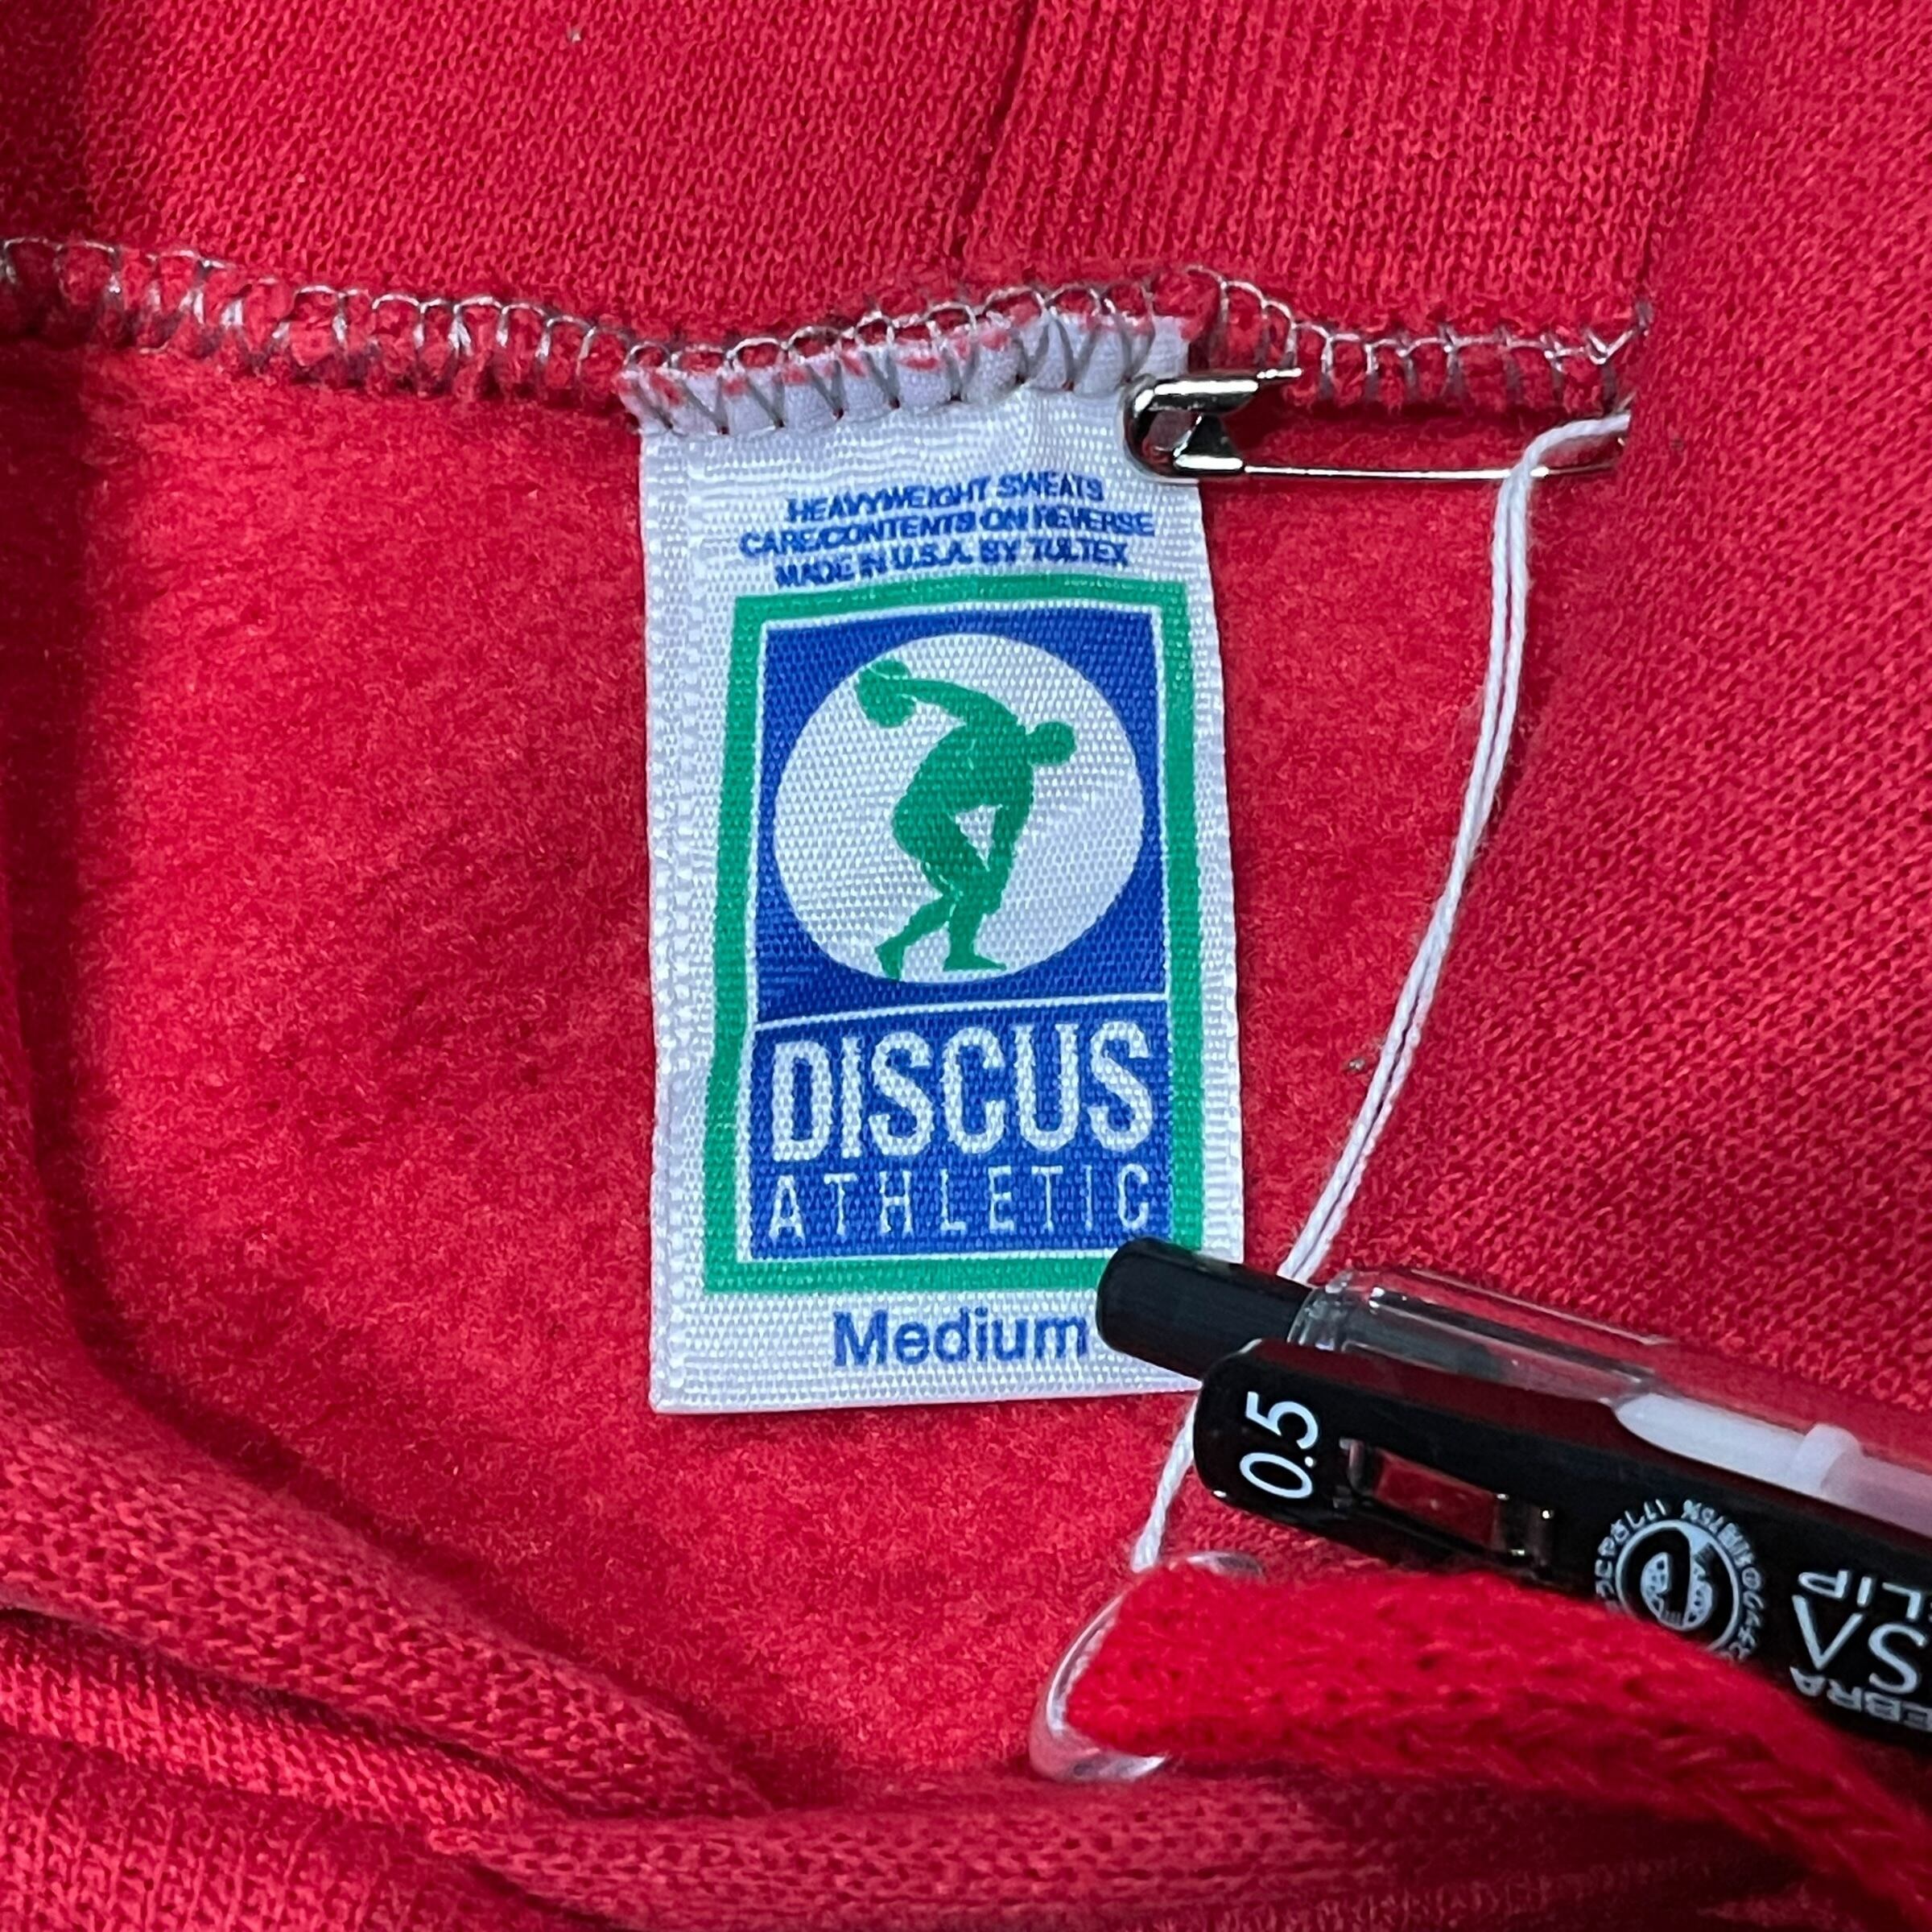 HEAVYWEIGHT SWEATS
CARE/CONTENTS ON REVERSE
MADE IN U.S.A. BY TULTEX
DISCUS
ATHLETIC
Medium
0.5